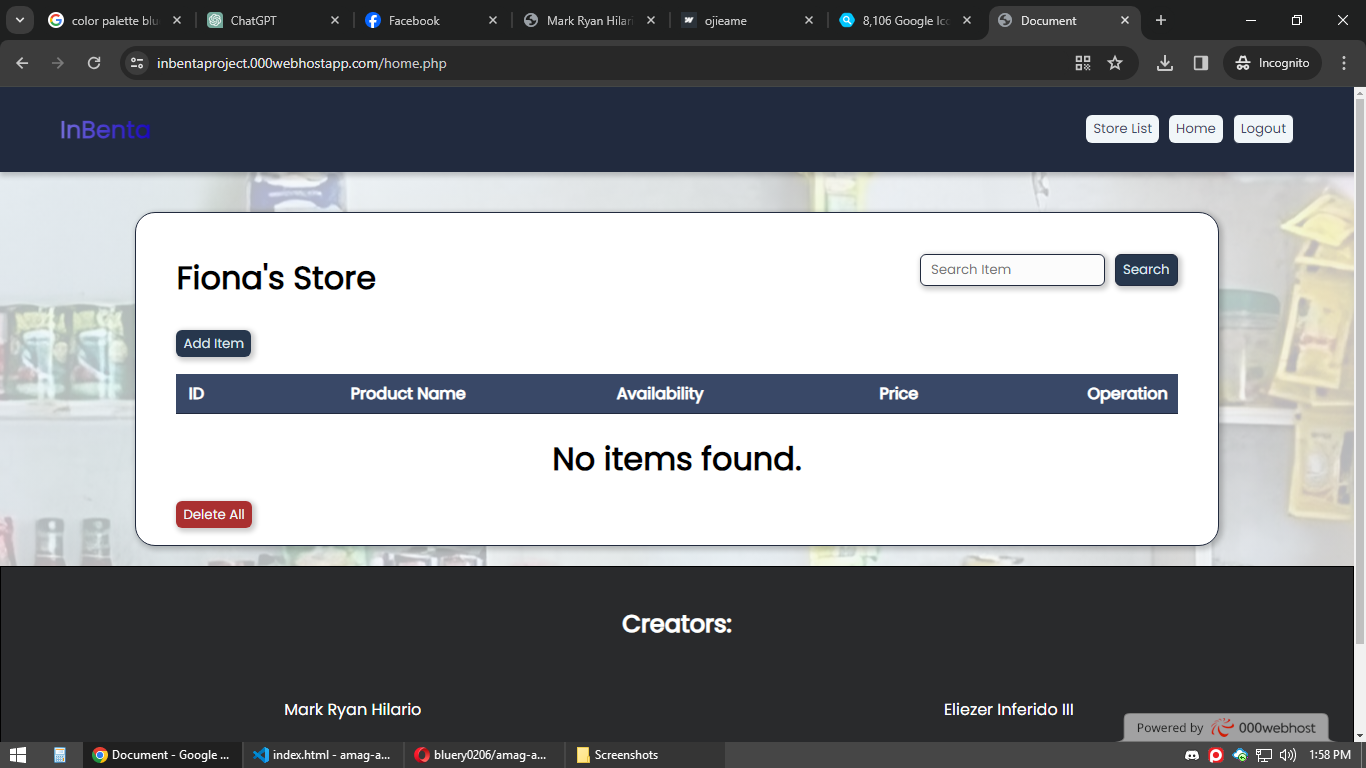 color palette blu
ChatGPT
Facebook
Mark Ryan Hilari
ojieame
8,106 Google Ico
Document
inbentaproject.000webhostapp.com/home.php
Incognito
InBenta
Store List
Home
Logout
Fiona's Store
Search Item
Search
Add Item
ID Product Name Availability Price Operation
No items found.
Delete All
Creators:
Mark Ryan Hilario
Eliezer Inferido III
Powered by 000webhost
Document - Google ...
index.html - amag-a...
bluery0206/amag-a...
Screenshots
1:58 PM